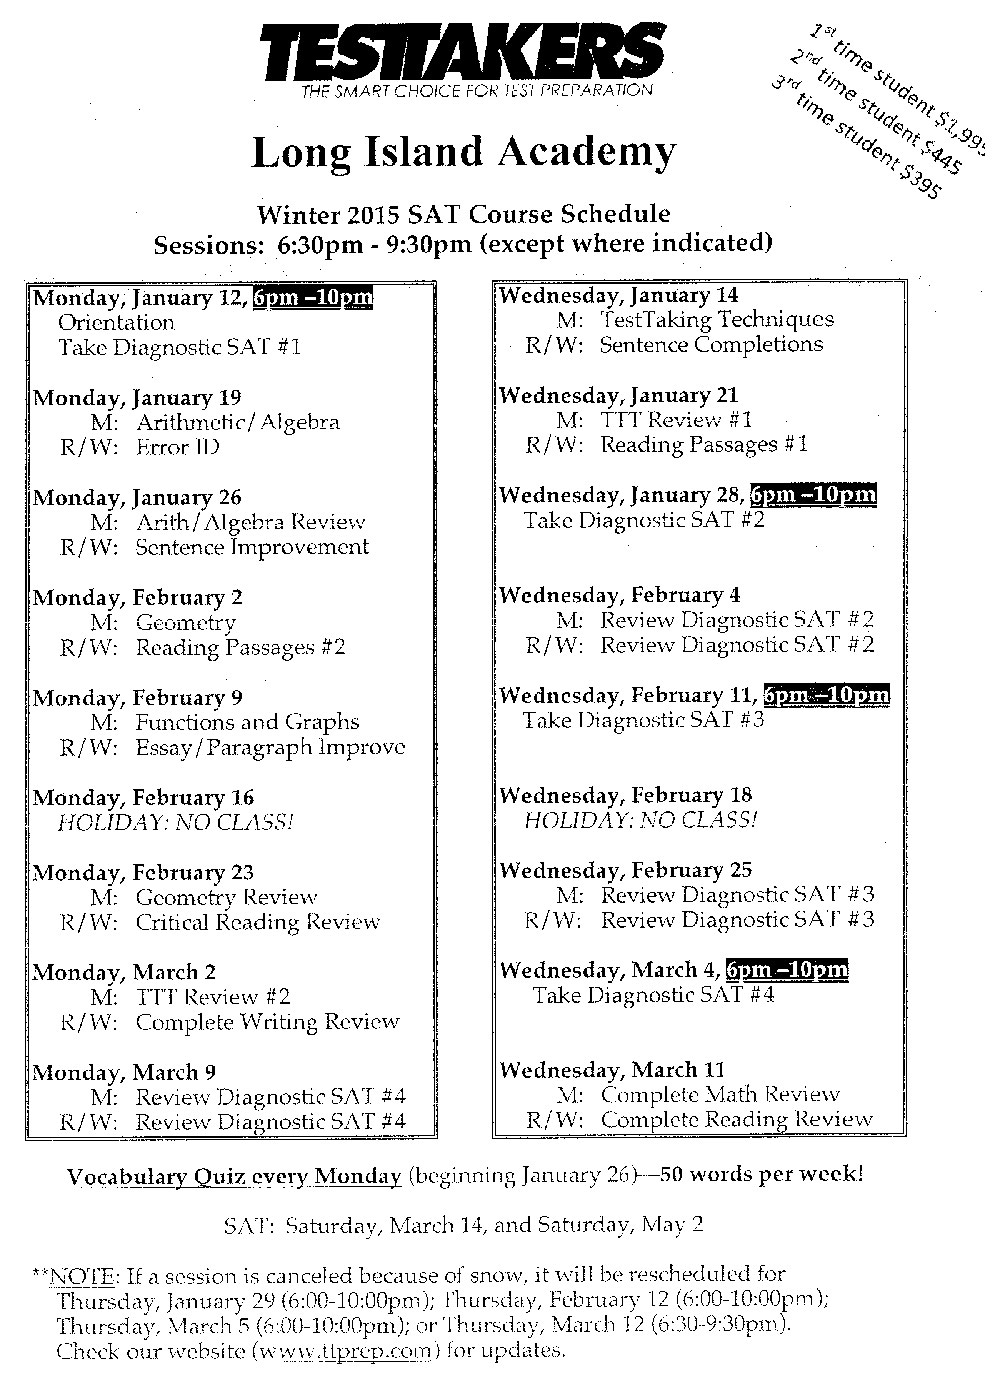 TESTTAKERS
THE SMART CHOICE FOR TEST PREPARATION
1st time student $1,995
2nd time student $445
3rd time student $395
Long Island Academy
Winter 2015 SAT Course Schedule
Sessions: 6:30pm - 9:30pm (except where indicated)
Monday, January 12, 6pm –10pm
Orientation
Take Diagnostic SAT #1
Monday, January 19
M: Arithmetic/Algebra
R/W: Error ID
Monday, January 26
M: Arith/Algebra Review
R/W: Sentence Improvement
Monday, February 2
M: Geometry
R/W: Reading Passages #2
Monday, February 9
M: Functions and Graphs
R/W: Essay/Paragraph Improve
Monday, February 16
HOLIDAY: NO CLASS!
Monday, February 23
M: Geometry Review
R/W: Critical Reading Review
Monday, March 2
M: TTT Review #2
R/W: Complete Writing Review
Monday, March 9
M: Review Diagnostic SAT #4
R/W: Review Diagnostic SAT #4
Wednesday, January 14
M: TestTaking Techniques
R/W: Sentence Completions
Wednesday, January 21
M: TTT Review #1
R/W: Reading Passages #1
Wednesday, January 28, 6pm –10pm
Take Diagnostic SAT #2
Wednesday, February 4
M: Review Diagnostic SAT #2
R/W: Review Diagnostic SAT #2
Wednesday, February 11, 6pm –10pm
Take Diagnostic SAT #3
Wednesday, February 18
HOLIDAY: NO CLASS!
Wednesday, February 25
M: Review Diagnostic SAT #3
R/W: Review Diagnostic SAT #3
Wednesday, March 4, 6pm –10pm
Take Diagnostic SAT #4
Wednesday, March 11
M: Complete Math Review
R/W: Complete Reading Review
Vocabulary Quiz every Monday (beginning January 26)—50 words per week!
SAT: Saturday, March 14, and Saturday, May 2
**NOTE: If a session is canceled because of snow, it will be rescheduled for
Thursday, January 29 (6:00-10:00pm); Thursday, February 12 (6:00-10:00pm);
Thursday, March 5 (6:00-10:00pm); or Thursday, March 12 (6:30-9:30pm).
Check our website (www.ttprep.com) for updates.